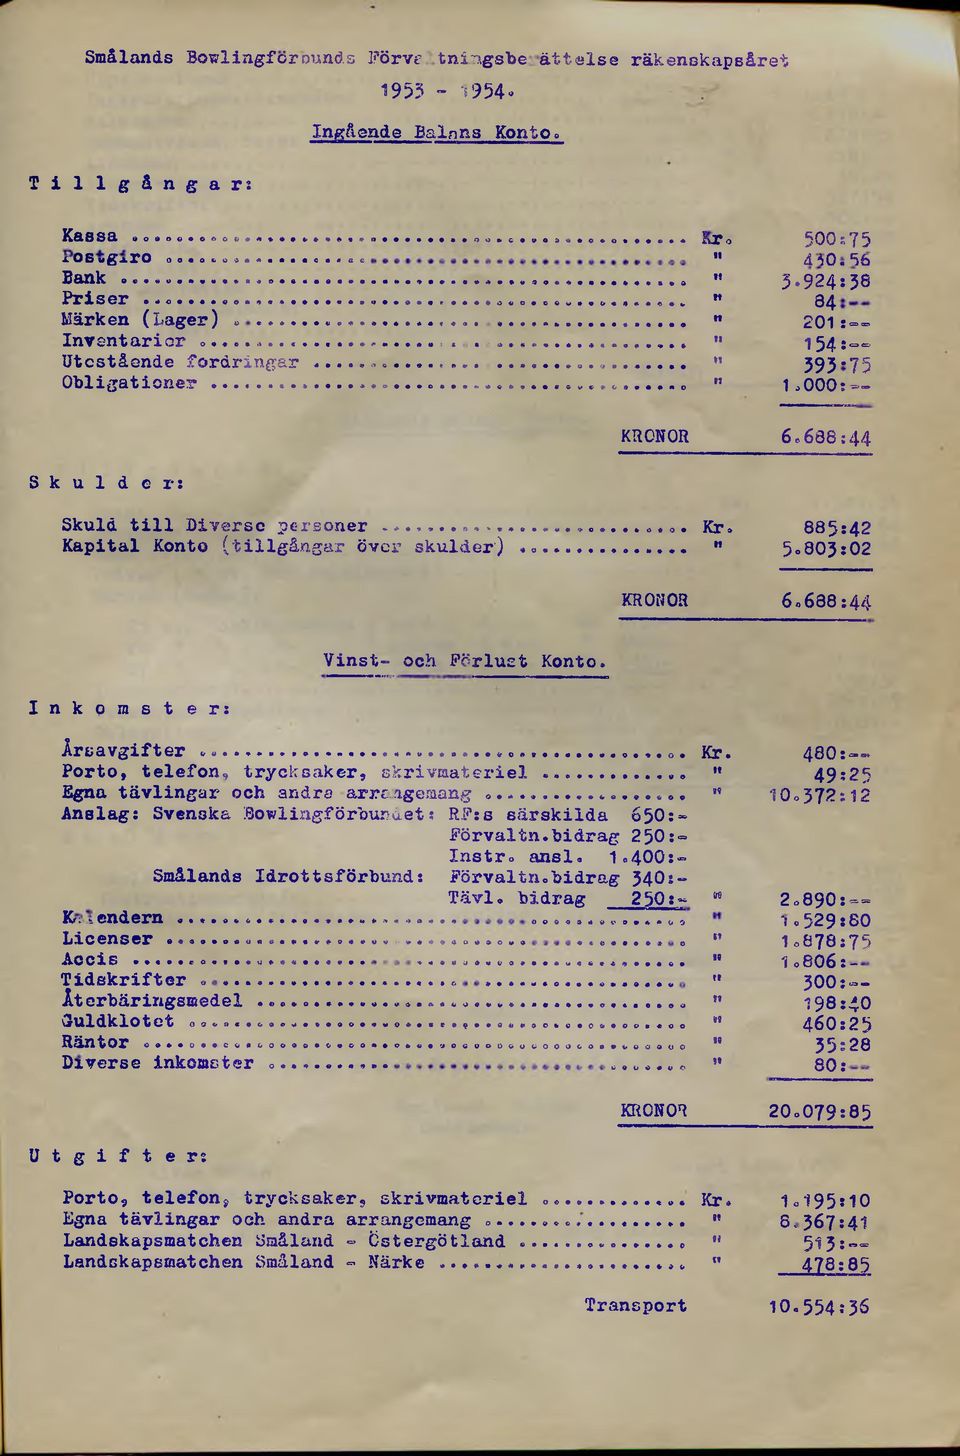 Smålands Bowlingförbunds Förvaltningsberättelse räkenskapsåret
1953 - 1954.
Ingående Balans Konto.
T i l l g å n g a r:
Kassa ........................................................ Kr. 500:75
Postgiro ..................................................... " 430:56
Bank ......................................................... " 3.924:38
Priser ....................................................... " 84:--
Märken (Lager) ............................................... " 201:--
Inventarier .................................................. " 154:--
Utestående fordringar ........................................ " 393:75
Obligationer ................................................. " 1.000:--
KRONOR 6.688:44
S k u l d e r:
Skuld till Diverse personer .................................. Kr. 885:42
Kapital Konto (tillgångar över skulder) ................ " 5.803:02
KRONOR 6.688:44
Vinst- och Förlust Konto.
I n k o m s t e r:
Årsavgifter .................................................. Kr. 480:--
Porto, telefon, trycksaker, skrivmateriel .............. " 49:25
Egna tävlingar och andra arrangemang .................... " 10.372:12
Anslag: Svenska Bowlingförbundet: RF:s särskilda 650:-
Förvaltn.bidrag 250:-
Instr. ansl. 1.400:-
Smålands Idrottsförbund: Förvaltn.bidrag 340:-
Tävl. bidrag 250:- " 2.890:--
Kalendern .................................................... " 1.529:80
Licenser ..................................................... " 1.878:75
Accis ........................................................ " 1.806:--
Tidskrifter .................................................. " 300:--
Återbäringsmedel ............................................. " 198:40
Guldklotet ................................................... " 460:25
Räntor ....................................................... " 35:28
Diverse inkomster ............................................ " 80:--
KRONOR 20.079:85
U t g i f t e r:
Porto, telefon, trycksaker, skrivmateriel .............. Kr. 1.195:10
Egna tävlingar och andra arrangemang .................... " 8.367:41
Landskapsmatchen Småland - Östergötland ................ " 513:--
Landskapsmatchen Småland - Närke ........................ " 478:85
Transport 10.554:36